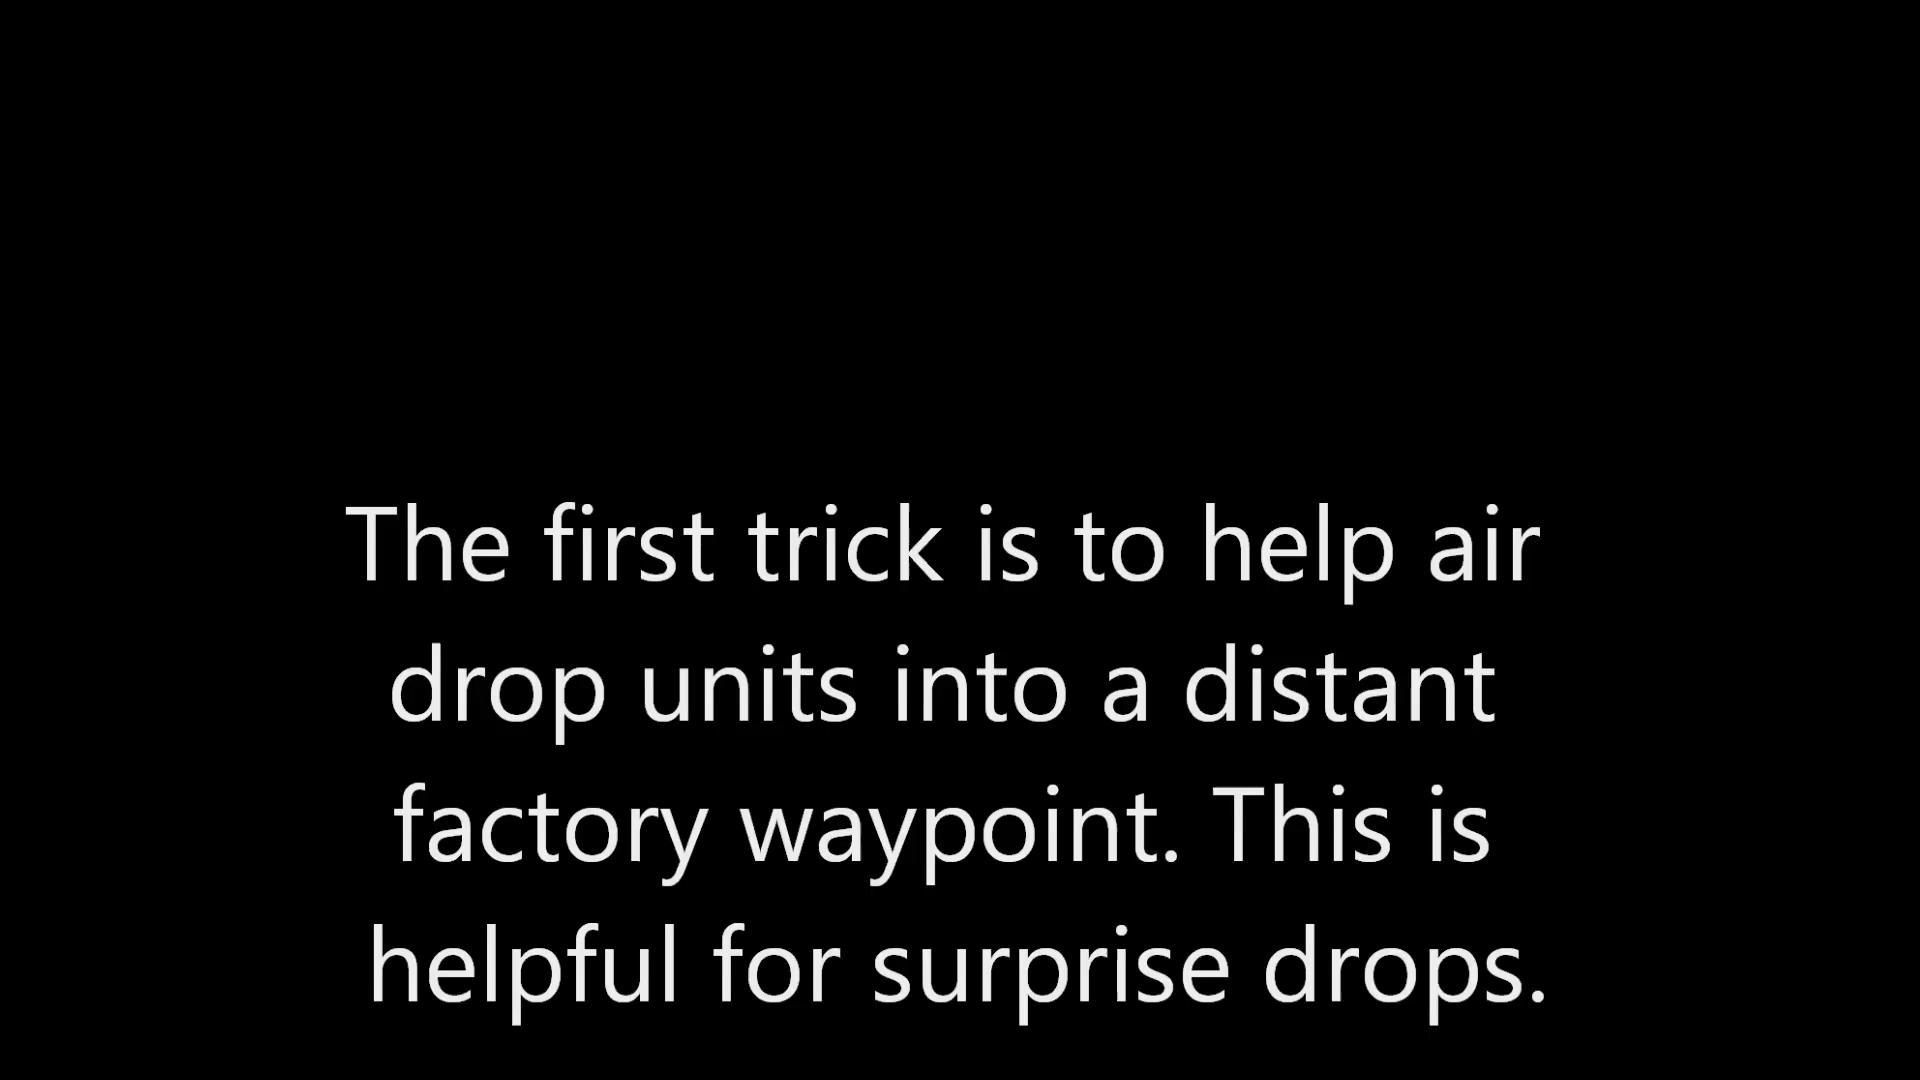 The first trick is to help air
drop units into a distant
factory waypoint. This is
helpful for surprise drops.